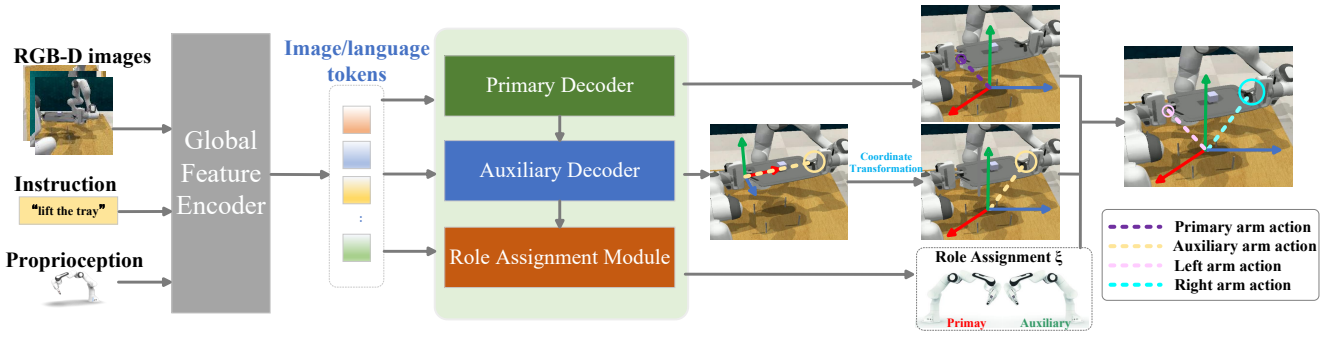 RGB-D images
Instruction
“lift the tray”
Proprioception
Global
Feature
Encoder
Image/language
tokens
Primary Decoder
Auxiliary Decoder
Role Assignment Module
Coordinate
Transformation
Role Assignment ξ
Primay
Auxiliary
Primary arm action
Auxiliary arm action
Left arm action
Right arm action